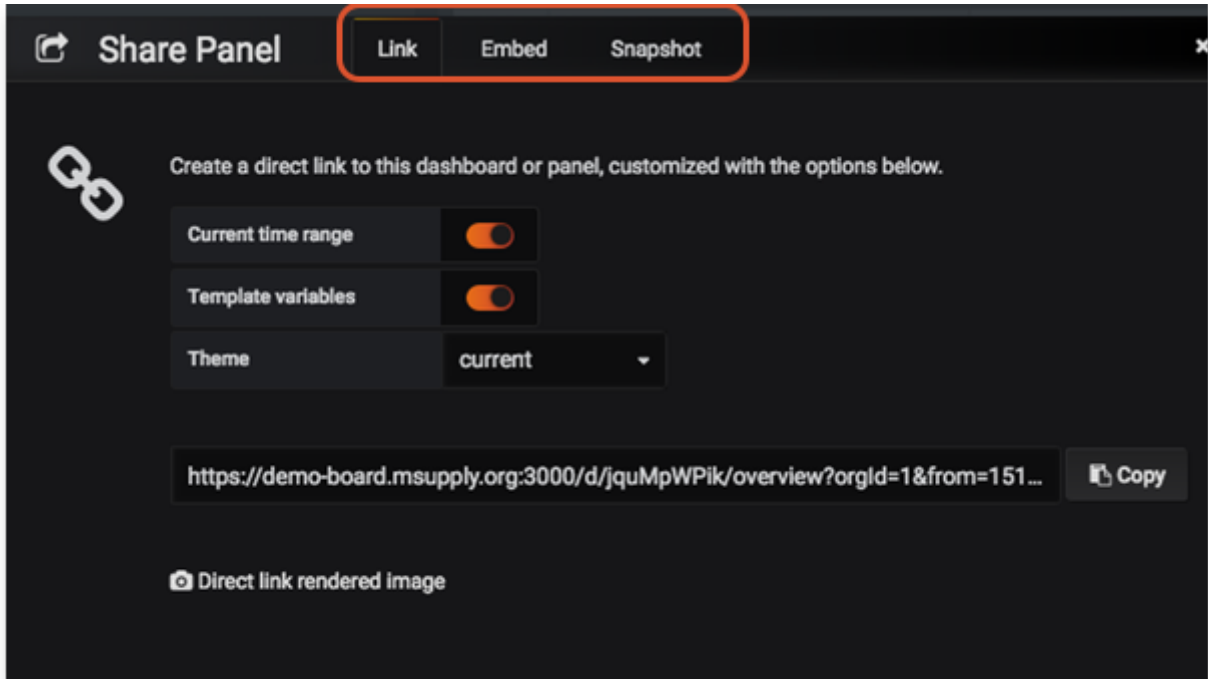 Share Panel Link Embed Snapshot
Create a direct link to this dashboard or panel, customized with the options below.
Current time range
Template variables
Theme current
https://demo-board.msupply.org:3000/d/jquMpWPik/overview?orgId=1&from=151... Copy
Direct link rendered image